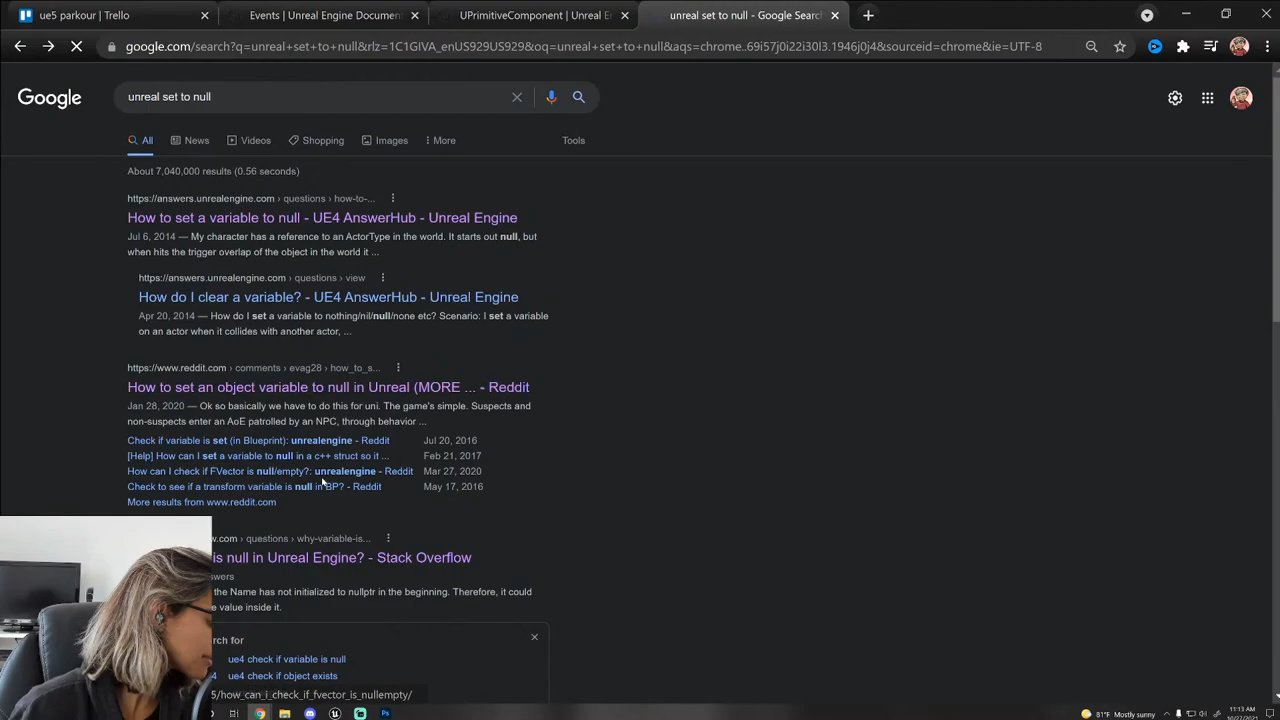 ue5 parkour | Trello
Events | Unreal Engine Document
UPrimitiveComponent | Unreal E
unreal set to null - Google Search
google.com/search?q=unreal+set+to+null&rlz=1C1GIVA_enUS929US929&oq=unreal+set+to+null&aqs=chrome..69i57j0i22i30l3.1946j0j4&sourceid=chrome&ie=UTF-8
Google
unreal set to null
All
News
Videos
Shopping
Images
More
Tools
About 7,040,000 results (0.56 seconds)
https://answers.unrealengine.com › questions › how-to-...
How to set a variable to null - UE4 AnswerHub - Unreal Engine
Jul 6, 2014 — My character has a reference to an ActorType in the world. It starts out null, but
when hits the trigger overlap of the object in the world it ...
https://answers.unrealengine.com › questions › view
How do I clear a variable? - UE4 AnswerHub - Unreal Engine
Apr 20, 2014 — How do I set a variable to nothing/nil/null/none etc? Scenario: I set a variable
on an actor when it collides with another actor, ...
https://www.reddit.com › comments › evag28 › how_to_s...
How to set an object variable to null in Unreal (MORE ... - Reddit
Jan 28, 2020 — Ok so basically we have to do this for uni. The game's simple. Suspects and
non-suspects enter an AoE patrolled by an NPC, through behavior ...
Check if variable is set (in Blueprint): unrealengine - Reddit Jul 20, 2016
[Help] How can I set a variable to null in a c++ struct so it ... Feb 21, 2017
How can I check if FVector is null/empty?: unrealengine - Reddit Mar 27, 2020
Check to see if a transform variable is null in BP? - Reddit May 17, 2016
More results from www.reddit.com
w.com › questions › why-variable-is...
is null in Unreal Engine? - Stack Overflow
swers
the Name has not initialized to nullptr in the beginning. Therefore, it could
e value inside it.
rch for
ue4 check if variable is null
4 ue4 check if object exists
5/how_can_i_check_if_fvector_is_nullempty/
81°F Mostly sunny
11:13 AM
10/27/2021